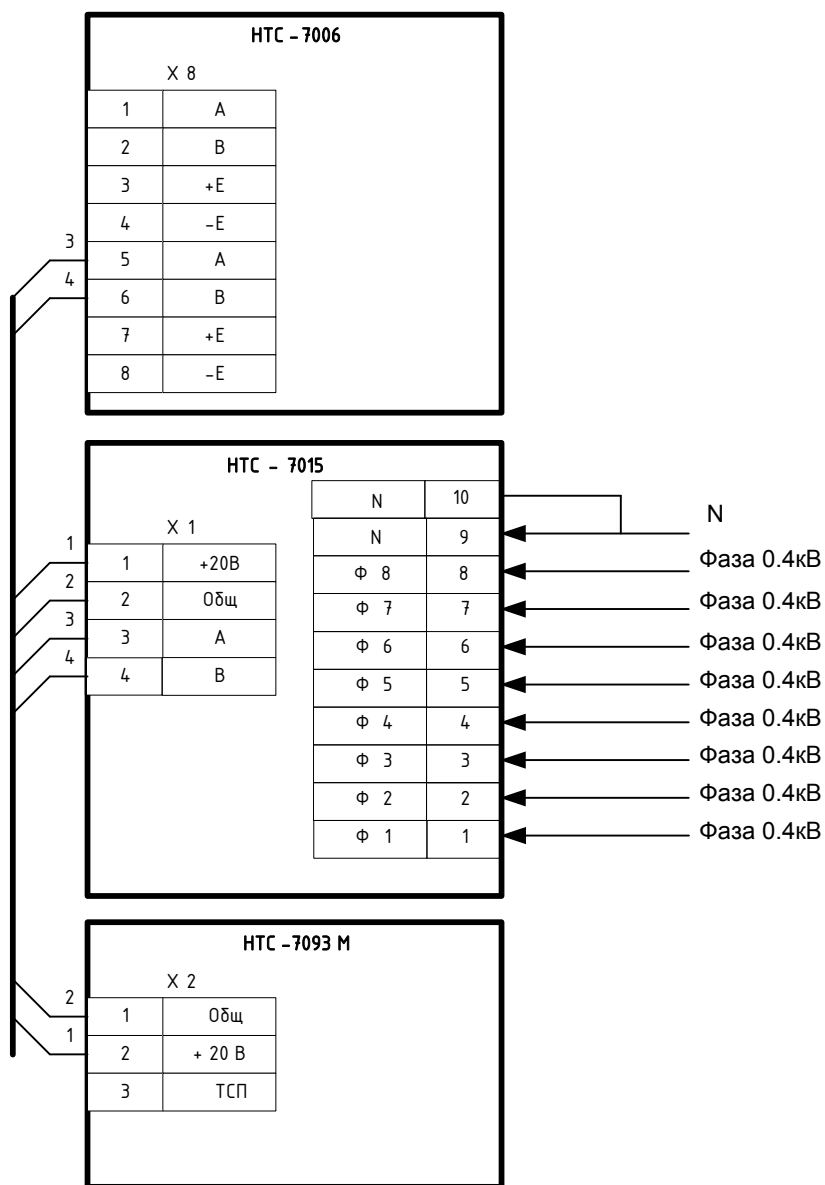 НТС - 7006
X 8
1 A
2 B
3 +E
4 -E
3
5 A
4
6 B
7 +E
8 -E
НТС - 7015
N 10
X 1
N 9
N
1
1 +20В
Ф 8 8
Фаза 0.4кВ
2
2 Общ
Ф 7 7
Фаза 0.4кВ
3
3 A
Ф 6 6
Фаза 0.4кВ
4
4 B
Ф 5 5
Фаза 0.4кВ
Ф 4 4
Фаза 0.4кВ
Ф 3 3
Фаза 0.4кВ
Ф 2 2
Фаза 0.4кВ
Ф 1 1
Фаза 0.4кВ
НТС -7093 М
X 2
2
1 Общ
1
2 + 20 В
3 ТСП